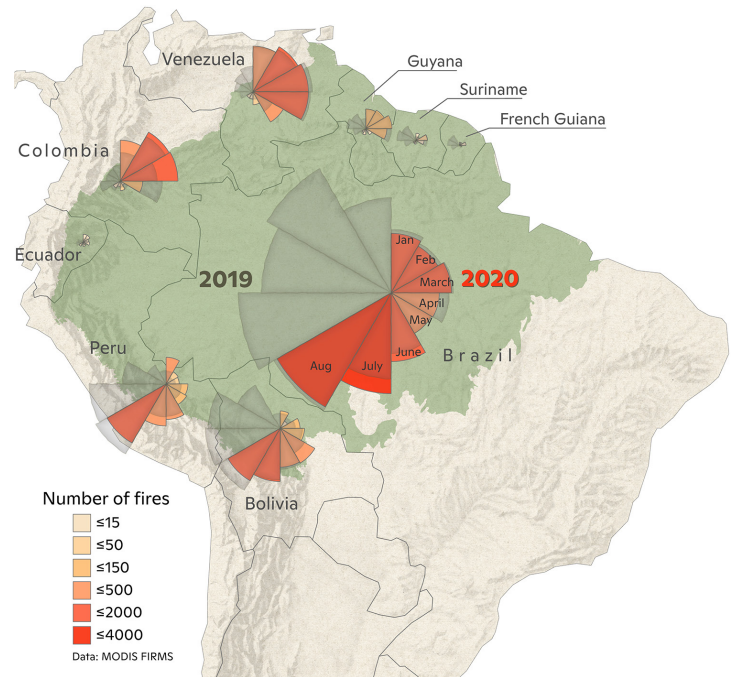 Venezuela
Guyana
Suriname
French Guiana
Colombia
Ecuador
2019
2020
Jan
Feb
March
April
May
June
July
Aug
Brazil
Peru
Bolivia
Number of fires
≤15
≤50
≤150
≤500
≤2000
≤4000
Data: MODIS FIRMS